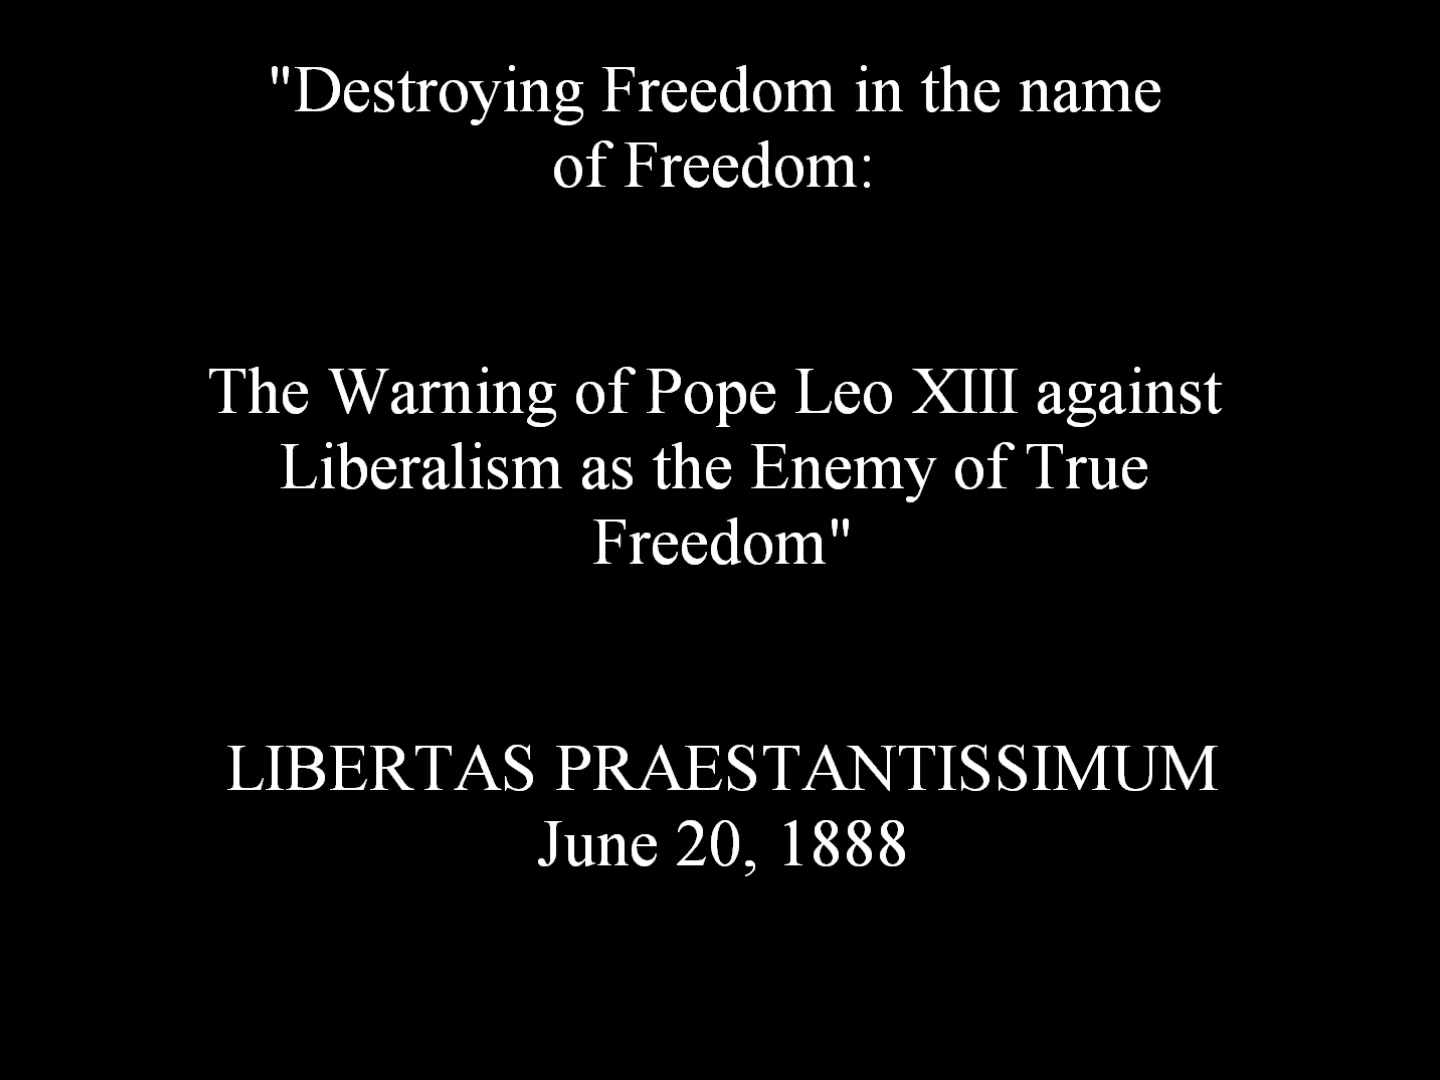 "Destroying Freedom in the name
of Freedom:
The Warning of Pope Leo XIII against
Liberalism as the Enemy of True
Freedom"
LIBERTAS PRAESTANTISSIMUM
June 20, 1888